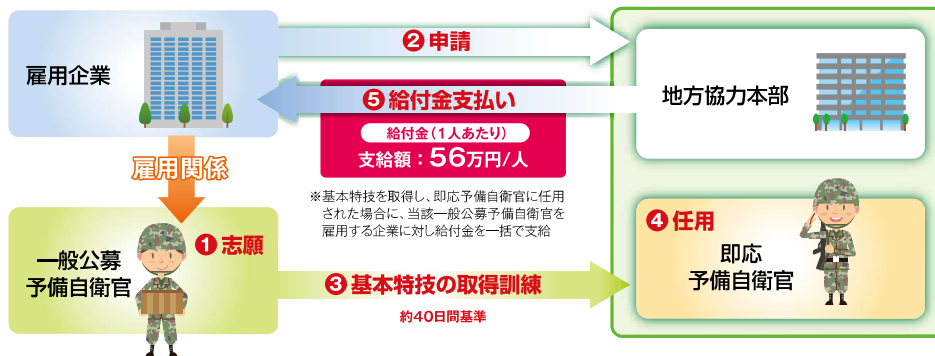 雇用企業
❷申請
地方協力本部
❺給付金支払い
給付金(1人あたり)
支給額:56万円/人
雇用関係
※基本特技を取得し、即応予備自衛官に任用
された場合に、当該一般公募予備自衛官を
雇用する企業に対し給付金を一括で支給
❶志願
一般公募
予備自衛官
❸基本特技の取得訓練
約40日間基準
❹任用
即応
予備自衛官